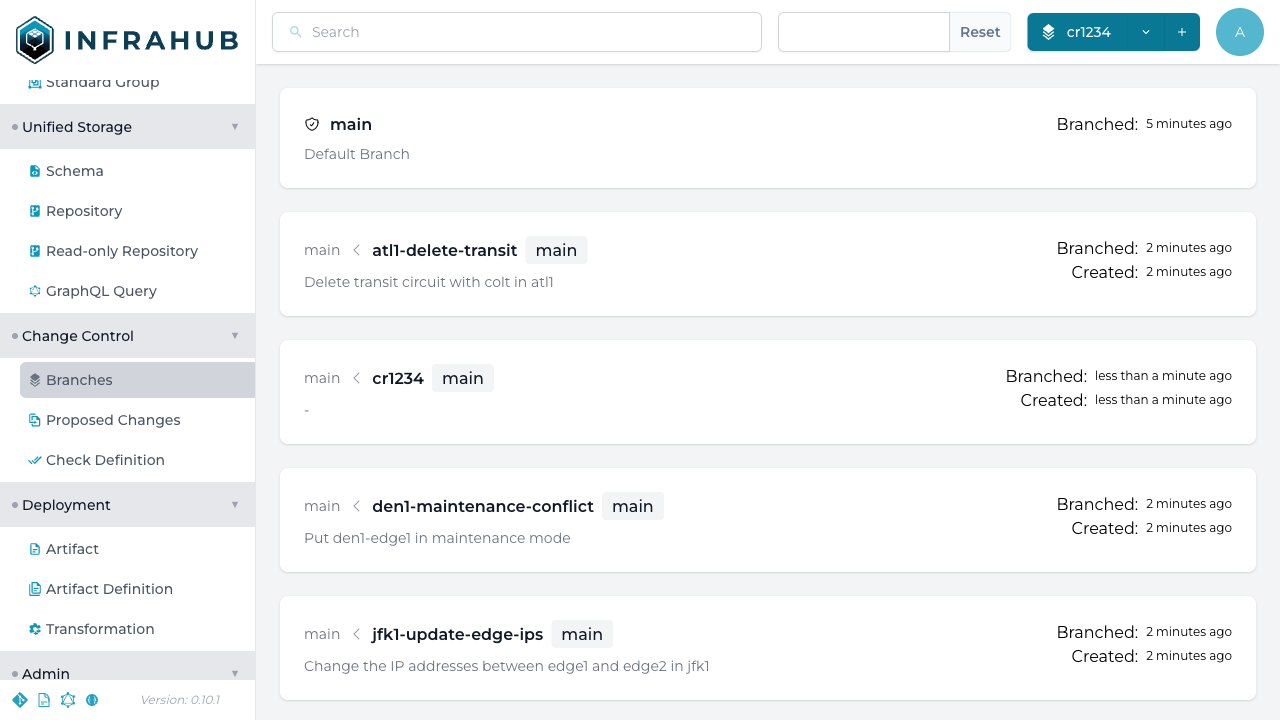 INFRAHUB
Search
Reset
cr1234
A
Standard Group
Unified Storage
Schema
Repository
Read-only Repository
GraphQL Query
Change Control
Branches
Proposed Changes
Check Definition
Deployment
Artifact
Artifact Definition
Transformation
Admin
Version: 0.10.1
main
Branched: 5 minutes ago
Default Branch
main < atl1-delete-transit main
Branched: 2 minutes ago
Created: 2 minutes ago
Delete transit circuit with colt in atl1
main < cr1234 main
Branched: less than a minute ago
Created: less than a minute ago
-
main < den1-maintenance-conflict main
Branched: 2 minutes ago
Created: 2 minutes ago
Put den1-edge1 in maintenance mode
main < jfk1-update-edge-ips main
Branched: 2 minutes ago
Created: 2 minutes ago
Change the IP addresses between edge1 and edge2 in jfk1